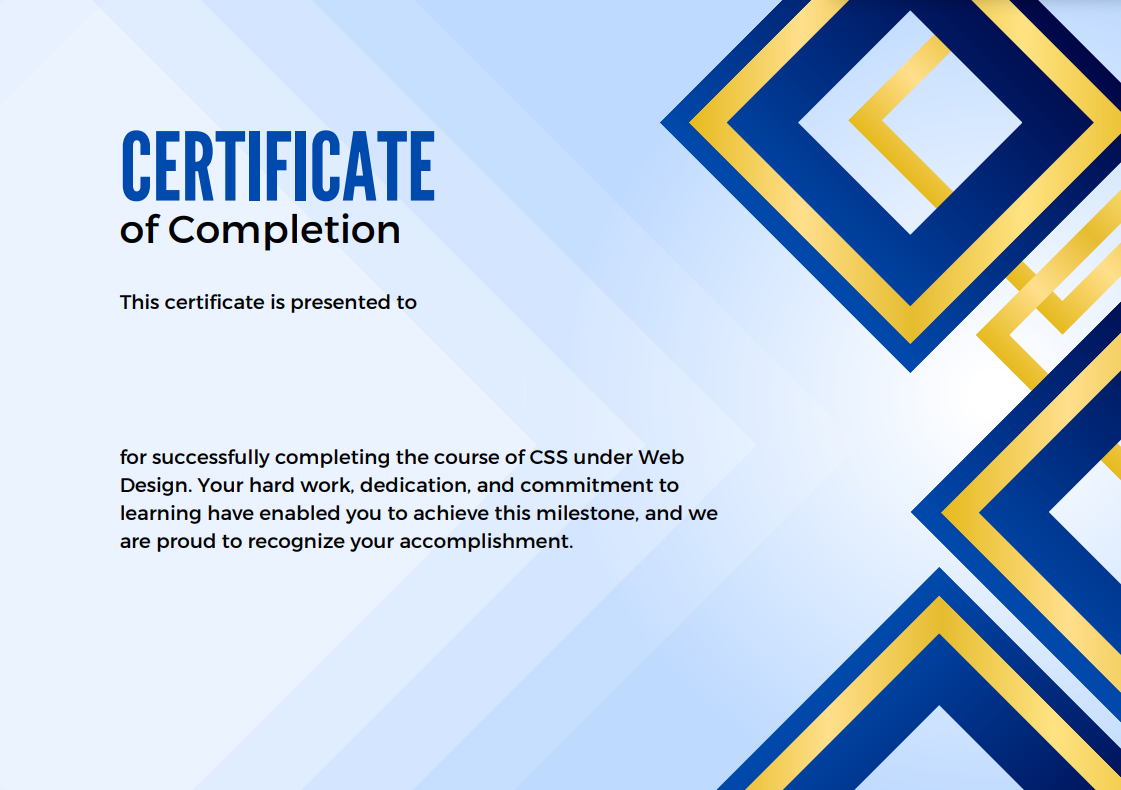 CERTIFICATE
of Completion
This certificate is presented to
for successfully completing the course of CSS under Web
Design. Your hard work, dedication, and commitment to
learning have enabled you to achieve this milestone, and we
are proud to recognize your accomplishment.